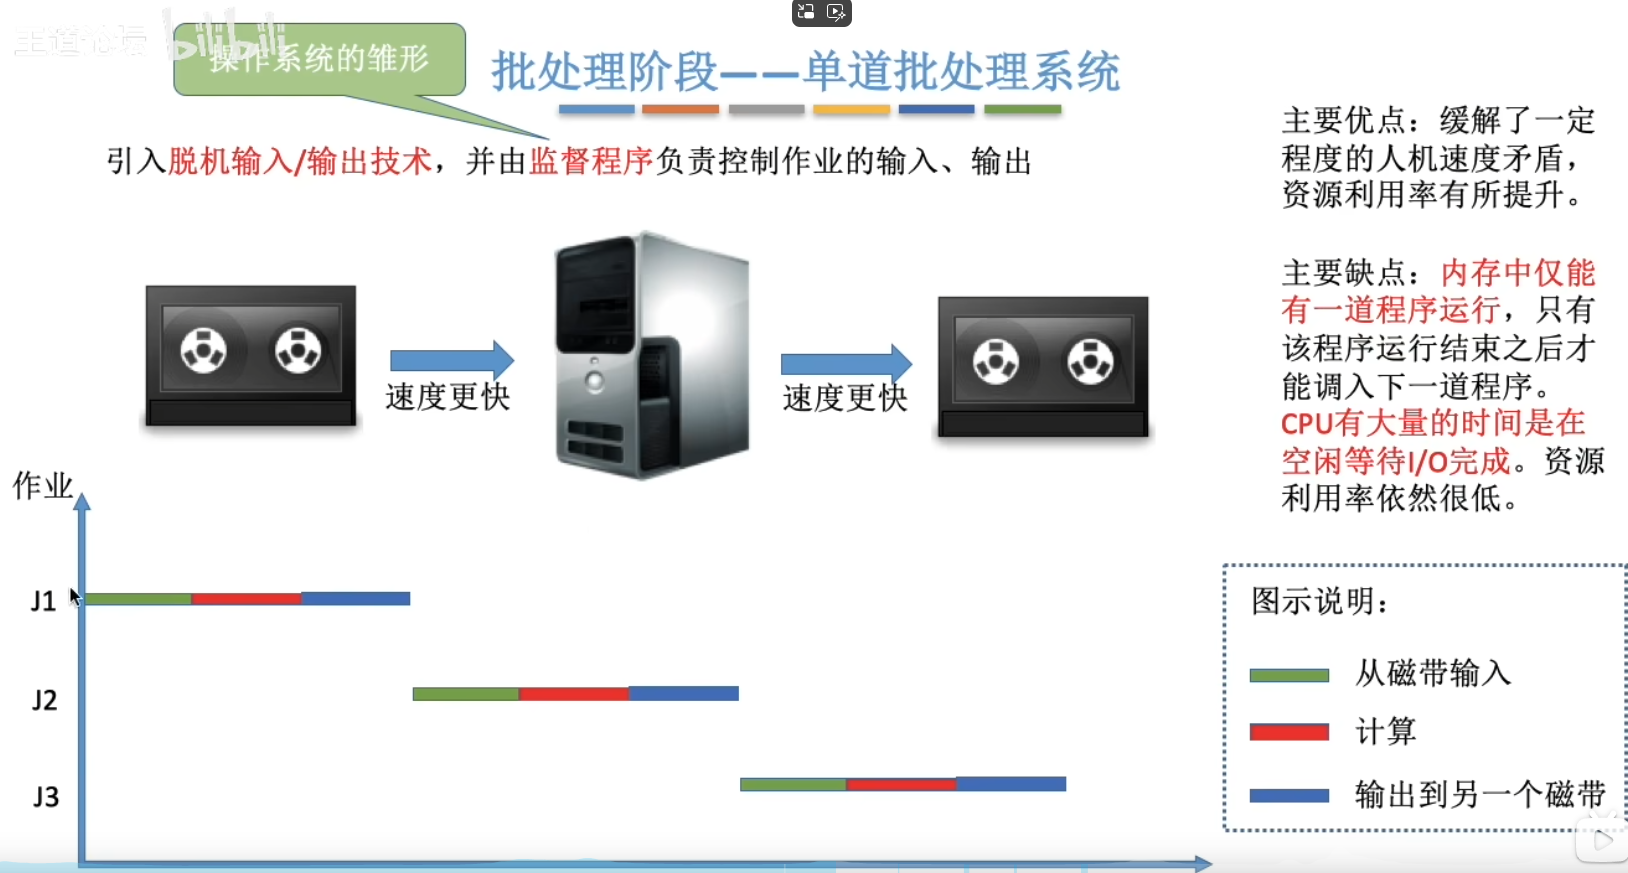 王道论坛 bilibili
操作系统的雏形
批处理阶段——单道批处理系统
引入脱机输入/输出技术，并由监督程序负责控制作业的输入、输出
主要优点：缓解了一定
程度的人机速度矛盾，
资源利用率有所提升。
主要缺点：内存中仅能
有一道程序运行，只有
该程序运行结束之后才
能调入下一道程序。
CPU有大量的时间是在
空闲等待I/O完成。资源
利用率依然很低。
速度更快
速度更快
作业
J1
J2
J3
图示说明：
从磁带输入
计算
输出到另一个磁带